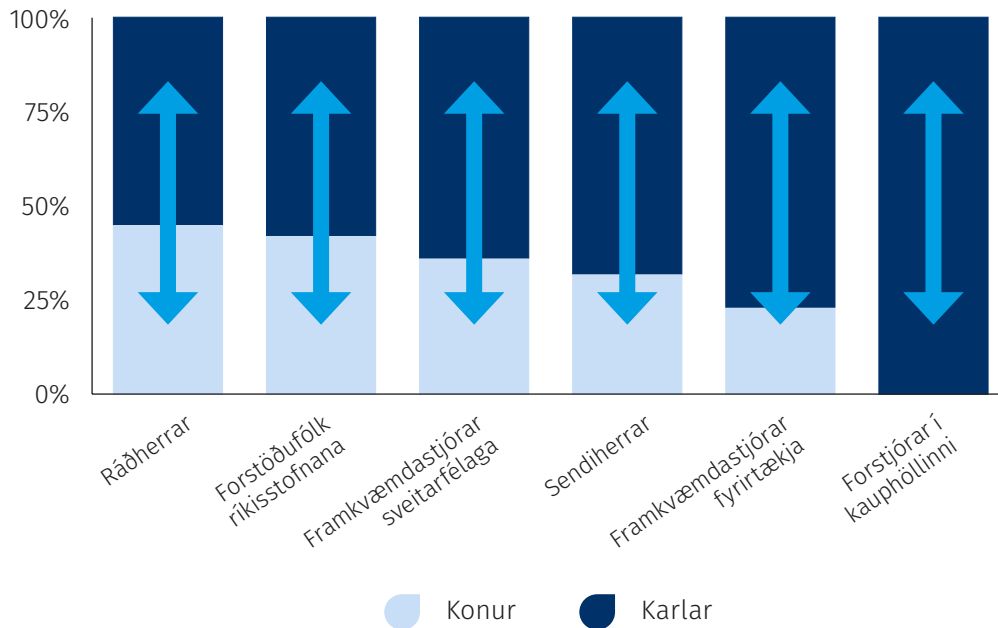 100%
75%
50%
25%
0%
Ráðherrar
Forstöðufólk
ríkisstofnana
Framkvæmdastjórar
sveitarfélaga
Sendiherrar
Framkvæmdastjórar
fyrirtækja
Forstjórar í
kauphöllinni
Konur
Karlar